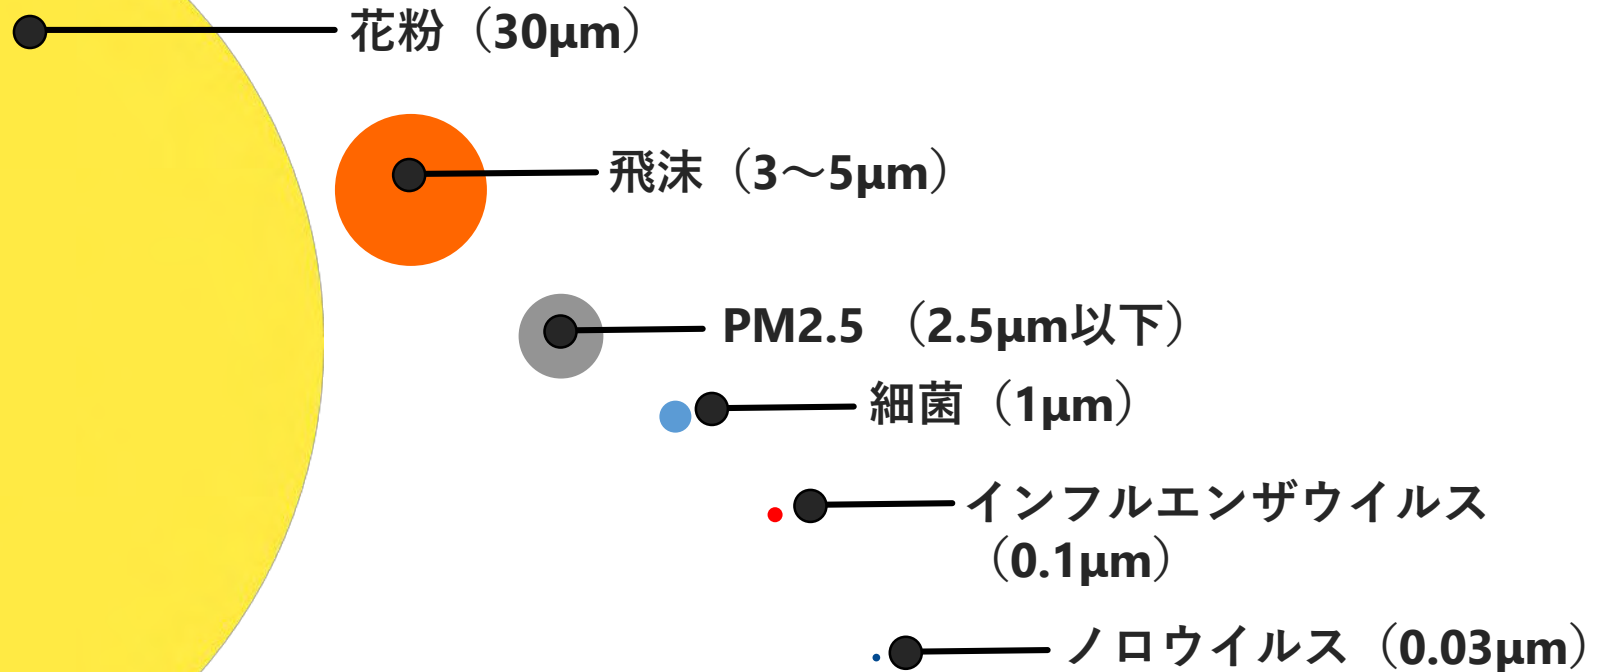 花粉（30μm）
飛沫（3～5μm）
PM2.5 （2.5μm以下）
細菌（1μm）
インフルエンザウイルス
（0.1μm）
ノロウイルス（0.03μm）